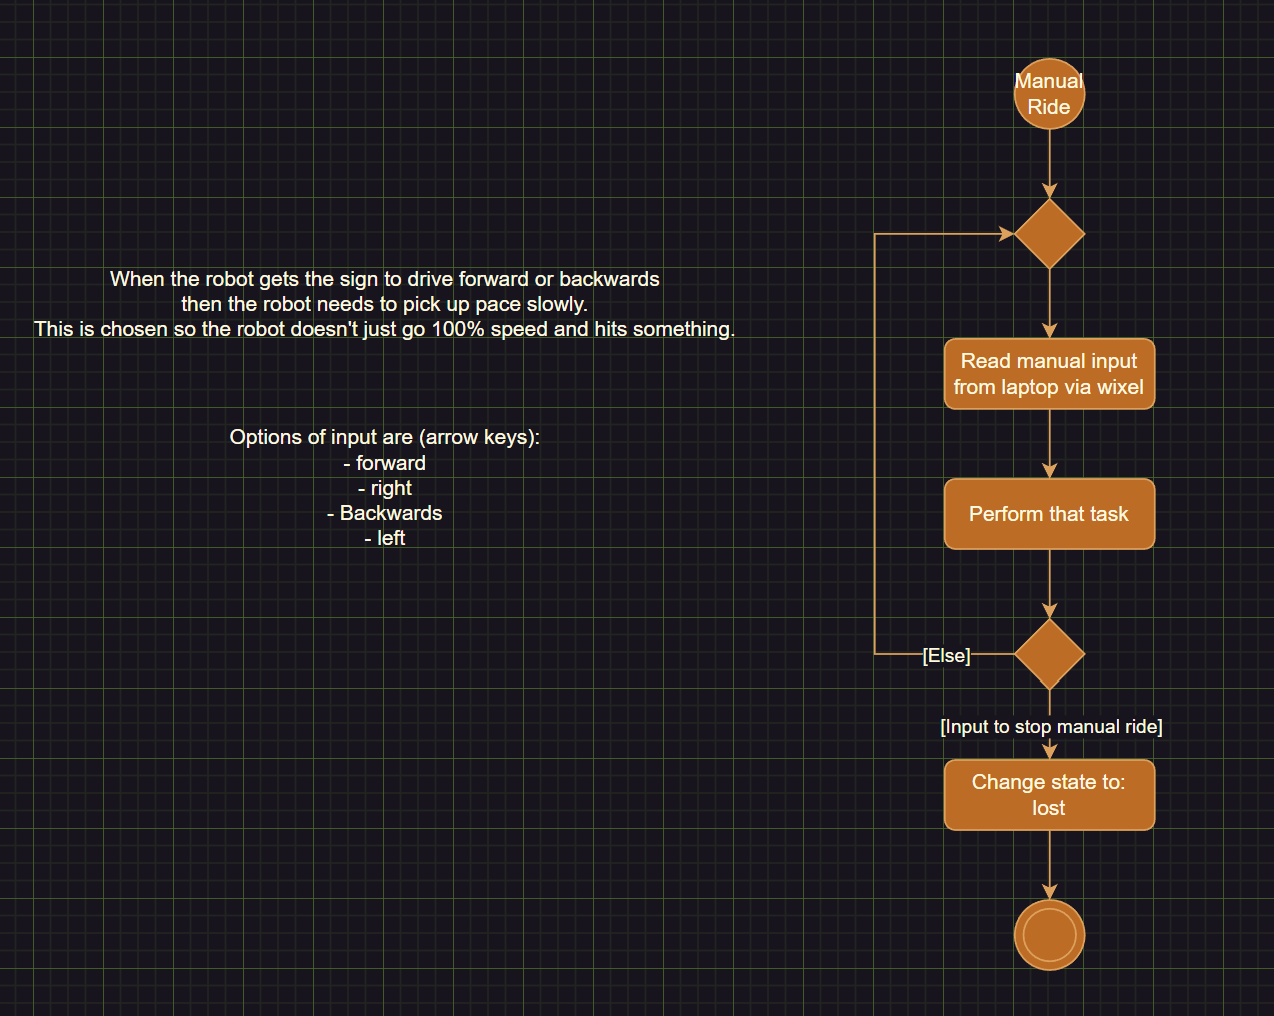 Manual
Ride
When the robot gets the sign to drive forward or backwards
then the robot needs to pick up pace slowly.
This is chosen so the robot doesn't just go 100% speed and hits something.
Options of input are (arrow keys):
- forward
- right
- Backwards
- left
Read manual input
from laptop via wixel
Perform that task
[Else]
[Input to stop manual ride]
Change state to:
lost